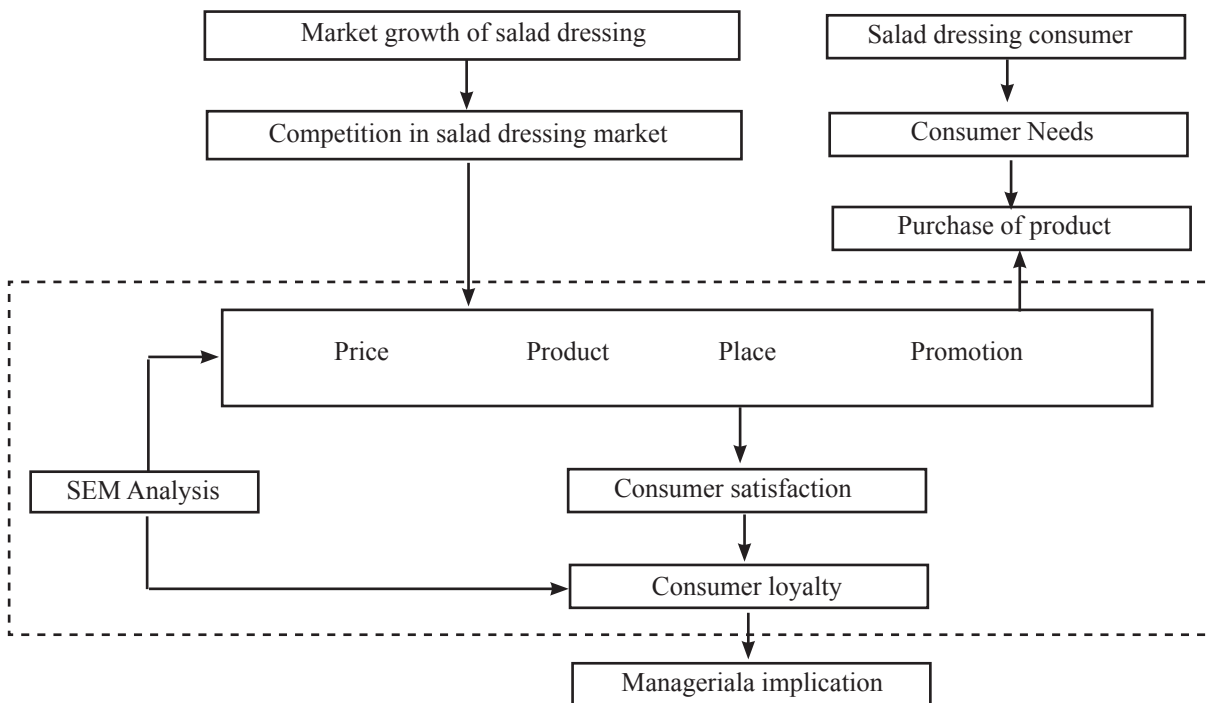 Market growth of salad dressing
Salad dressing consumer
Competition in salad dressing market
Consumer Needs
Purchase of product
Price Product Place Promotion
SEM Analysis
Consumer satisfaction
Consumer loyalty
Manageriala implication